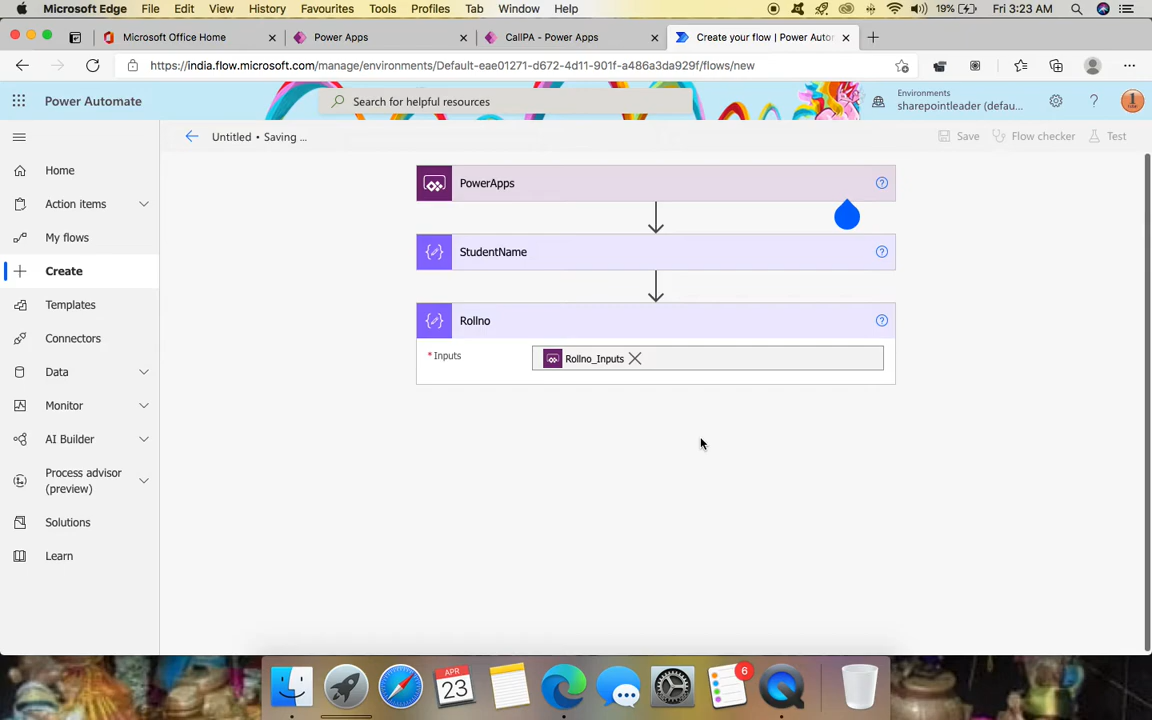 Microsoft Edge File Edit View History Favourites Tools Profiles Tab Window Help 19% Fri 3:23 AM
Microsoft Office Home Power Apps CallPA - Power Apps Create your flow | Power Autor
https://india.flow.microsoft.com/manage/environments/Default-eae01271-d672-4d11-901f-a486a3da929f/flows/new
Power Automate
Search for helpful resources
Environments
sharepointleader (defau...
Untitled • Saving ...
Save Flow checker Test
Home
Action items
My flows
Create
Templates
Connectors
Data
Monitor
AI Builder
Process advisor
(preview)
Solutions
Learn
PowerApps
StudentName
Rollno
* Inputs
Rollno_Inputs
APR
23
6